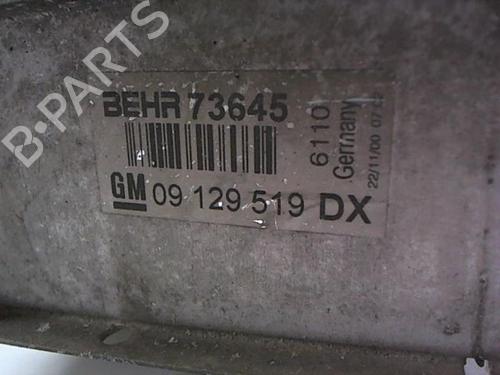 B-PARTS
BEHR 73645
GM 09 129 519 DX
6110
Germany
22/11/00